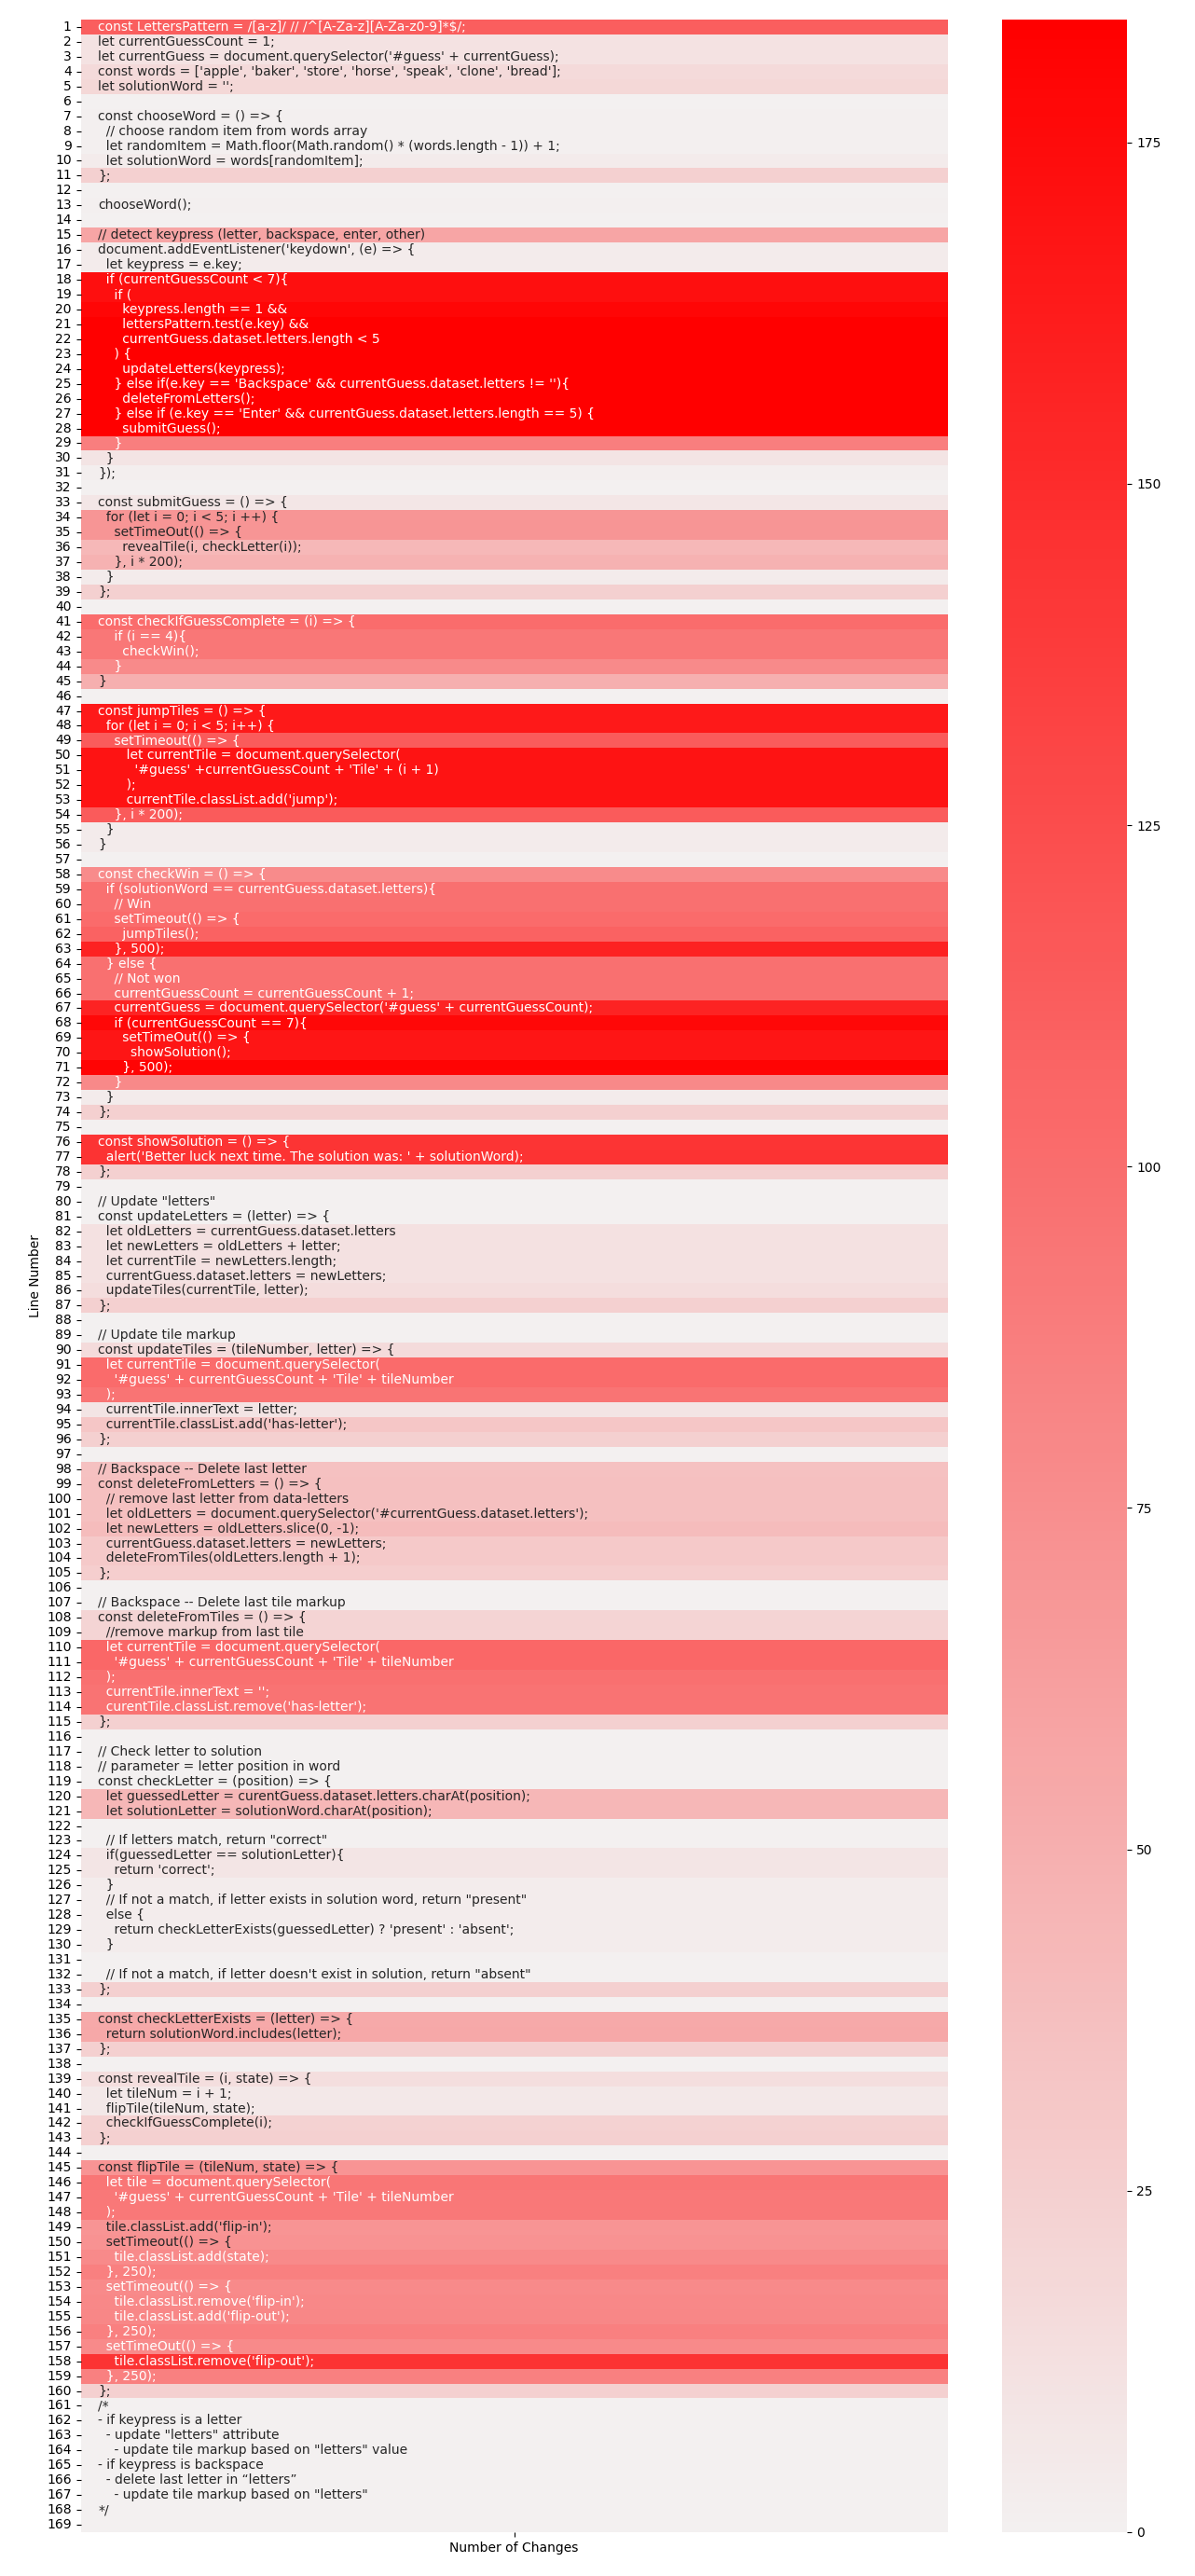 1 const LettersPattern = /[a-z]/ // /^[A-Za-z][A-Za-z0-9]*$/;
2 let currentGuessCount = 1;
3 let currentGuess = document.querySelector('#guess' + currentGuess);
4 const words = ['apple', 'baker', 'store', 'horse', 'speak', 'clone', 'bread'];
5 let solutionWord = '';
6
7 const chooseWord = () => {
8   // choose random item from words array
9   let randomItem = Math.floor(Math.random() * (words.length - 1)) + 1;
10   let solutionWord = words[randomItem];
11 };
12
13 chooseWord();
14
15 // detect keypress (letter, backspace, enter, other)
16 document.addEventListener('keydown', (e) => {
17   let keypress = e.key;
18   if (currentGuessCount < 7){
19     if (
20       keypress.length == 1 &&
21       lettersPattern.test(e.key) &&
22       currentGuess.dataset.letters.length < 5
23     ) {
24       updateLetters(keypress);
25     } else if(e.key == 'Backspace' && currentGuess.dataset.letters != ''){
26       deleteFromLetters();
27     } else if (e.key == 'Enter' && currentGuess.dataset.letters.length == 5) {
28       submitGuess();
29     }
30   }
31 });
32
33 const submitGuess = () => {
34   for (let i = 0; i < 5; i ++) {
35     setTimeOut(() => {
36       revealTile(i, checkLetter(i));
37     }, i * 200);
38   }
39 };
40
41 const checkIfGuessComplete = (i) => {
42     if (i == 4){
43       checkWin();
44     }
45 }
46
47 const jumpTiles = () => {
48   for (let i = 0; i < 5; i++) {
49     setTimeout(() => {
50        let currentTile = document.querySelector(
51          '#guess' +currentGuessCount + 'Tile' + (i + 1)
52        );
53        currentTile.classList.add('jump');
54     }, i * 200);
55   }
56 }
57
58 const checkWin = () => {
59   if (solutionWord == currentGuess.dataset.letters){
60     // Win
61     setTimeout(() => {
62       jumpTiles();
63     }, 500);
64   } else {
65     // Not won
66     currentGuessCount = currentGuessCount + 1;
67     currentGuess = document.querySelector('#guess' + currentGuessCount);
68     if (currentGuessCount == 7){
69       setTimeOut(() => {
70         showSolution();
71       }, 500);
72     }
73   }
74 };
75
76 const showSolution = () => {
77   alert('Better luck next time. The solution was: ' + solutionWord);
78 };
79
80 // Update "letters"
81 const updateLetters = (letter) => {
82   let oldLetters = currentGuess.dataset.letters
83   let newLetters = oldLetters + letter;
84   let currentTile = newLetters.length;
85   currentGuess.dataset.letters = newLetters;
86   updateTiles(currentTile, letter);
87 };
88
89 // Update tile markup
90 const updateTiles = (tileNumber, letter) => {
91   let currentTile = document.querySelector(
92     '#guess' + currentGuessCount + 'Tile' + tileNumber
93   );
94   currentTile.innerText = letter;
95   currentTile.classList.add('has-letter');
96 };
97
98 // Backspace -- Delete last letter
99 const deleteFromLetters = () => {
100   // remove last letter from data-letters
101   let oldLetters = document.querySelector('#currentGuess.dataset.letters');
102   let newLetters = oldLetters.slice(0, -1);
103   currentGuess.dataset.letters = newLetters;
104   deleteFromTiles(oldLetters.length + 1);
105 };
106
107 // Backspace -- Delete last tile markup
108 const deleteFromTiles = () => {
109   //remove markup from last tile
110   let currentTile = document.querySelector(
111     '#guess' + currentGuessCount + 'Tile' + tileNumber
112   );
113   currentTile.innerText = '';
114   curentTile.classList.remove('has-letter');
115 };
116
117 // Check letter to solution
118 // parameter = letter position in word
119 const checkLetter = (position) => {
120   let guessedLetter = curentGuess.dataset.letters.charAt(position);
121   let solutionLetter = solutionWord.charAt(position);
122
123   // If letters match, return "correct"
124   if(guessedLetter == solutionLetter){
125     return 'correct';
126   }
127   // If not a match, if letter exists in solution word, return "present"
128   else {
129     return checkLetterExists(guessedLetter) ? 'present' : 'absent';
130   }
131
132   // If not a match, if letter doesn't exist in solution, return "absent"
133 };
134
135 const checkLetterExists = (letter) => {
136   return solutionWord.includes(letter);
137 };
138
139 const revealTile = (i, state) => {
140   let tileNum = i + 1;
141   flipTile(tileNum, state);
142   checkIfGuessComplete(i);
143 };
144
145 const flipTile = (tileNum, state) => {
146   let tile = document.querySelector(
147     '#guess' + currentGuessCount + 'Tile' + tileNumber
148   );
149   tile.classList.add('flip-in');
150   setTimeout(() => {
151     tile.classList.add(state);
152   }, 250);
153   setTimeout(() => {
154     tile.classList.remove('flip-in');
155     tile.classList.add('flip-out');
156   }, 250);
157   setTimeOut(() => {
158     tile.classList.remove('flip-out');
159   }, 250);
160 };
161 /*
162 - if keypress is a letter
163   - update "letters" attribute
164     - update tile markup based on "letters" value
165 - if keypress is backspace
166   - delete last letter in “letters”
167     - update tile markup based on "letters"
168 */
169
Line Number
Number of Changes
175
150
125
100
75
50
25
0